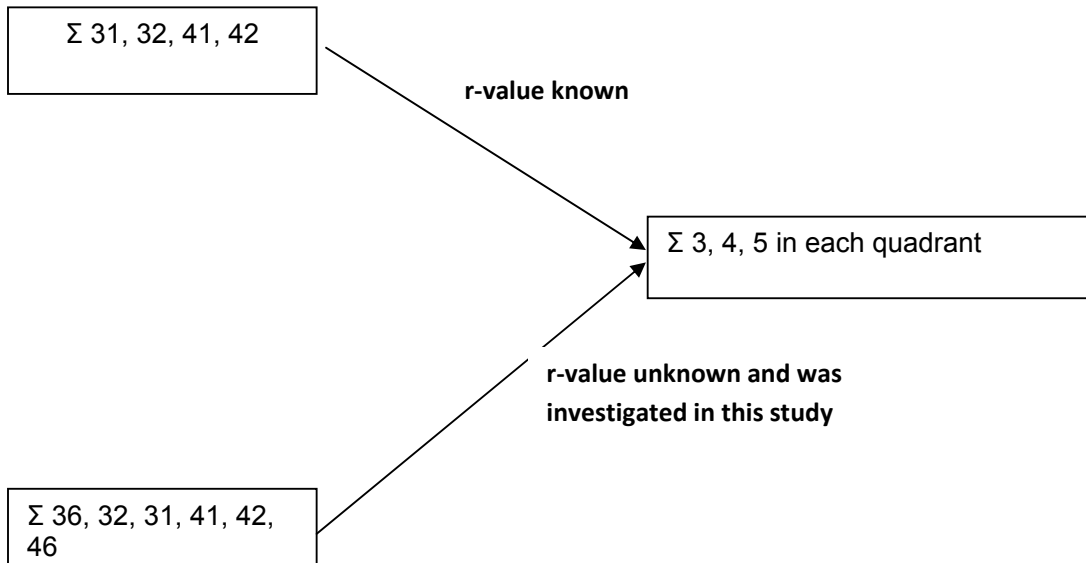 Σ 31, 32, 41, 42
r-value known
Σ 3, 4, 5 in each quadrant
r-value unknown and was
investigated in this study
Σ 36, 32, 31, 41, 42,
46